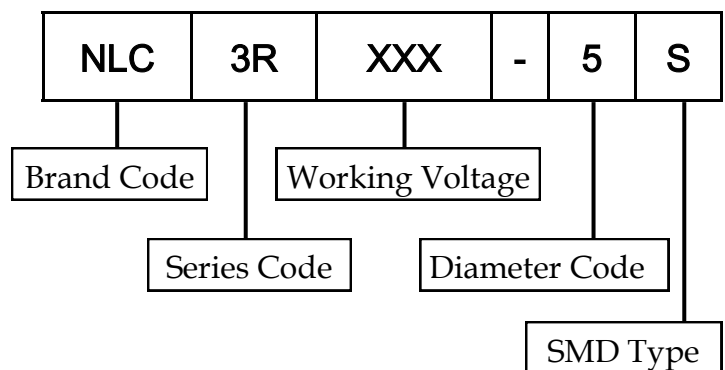 NLC 3R XXX - 5 S
Brand Code Working Voltage
Series Code Diameter Code
SMD Type